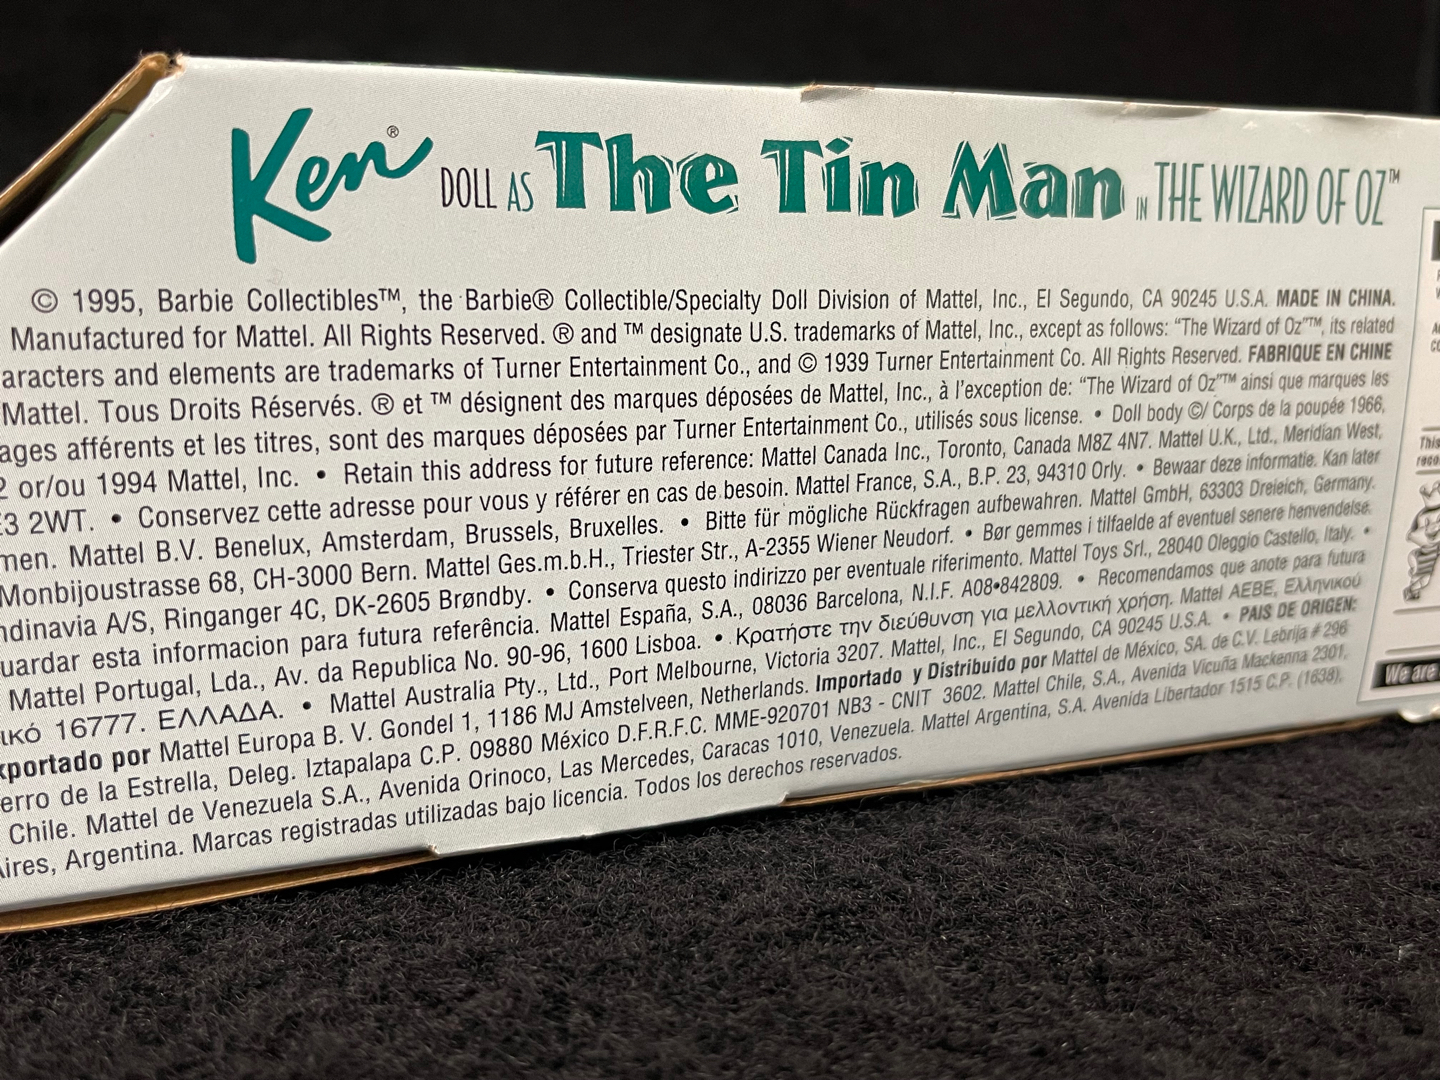 Ken® DOLL AS The Tin Man IN THE WIZARD OF OZ™
© 1995, Barbie Collectibles™, the Barbie® Collectible/Specialty Doll Division of Mattel, Inc., El Segundo, CA 90245 U.S.A. MADE IN CHINA.
Manufactured for Mattel. All Rights Reserved. ® and ™ designate U.S. trademarks of Mattel, Inc., except as follows: “The Wizard of Oz”™, its related
aracters and elements are trademarks of Turner Entertainment Co., and © 1939 Turner Entertainment Co. All Rights Reserved. FABRIQUE EN CHINE
Mattel. Tous Droits Réservés. ® et ™ désignent des marques déposées de Mattel, Inc., à l'exception de: “The Wizard of Oz”™ ainsi que marques les
ages afférents et les titres, sont des marques déposées par Turner Entertainment Co., utilisés sous license. • Doll body ©/ Corps de la poupée 1966,
2 or/ou 1994 Mattel, Inc. • Retain this address for future reference: Mattel Canada Inc., Toronto, Canada M8Z 4N7. Mattel U.K., Ltd., Meridian West,
E3 2WT. • Conservez cette adresse pour vous y référer en cas de besoin. Mattel France, S.A., B.P. 23, 94310 Orly. • Bewaar deze informatie. Kan later
men. Mattel B.V. Benelux, Amsterdam, Brussels, Bruxelles. • Bitte für mögliche Rückfragen aufbewahren. Mattel GmbH, 63303 Dreieich, Germany.
Monbijoustrasse 68, CH-3000 Bern. Mattel Ges.m.b.H., Triester Str., A-2355 Wiener Neudorf. • Bør gemmes i tilfaelde af eventuel senere henvendelse.
ndinavia A/S, Ringanger 4C, DK-2605 Brøndby. • Conserva questo indirizzo per eventuale riferimento. Mattel Toys Srl., 28040 Oleggio Castello, Italy. •
uardar esta informacion para futura referência. Mattel España, S.A., 08036 Barcelona, N.I.F. A08•842809. • Recomendamos que anote para futura
Mattel Portugal, Lda., Av. da Republica No. 90-96, 1600 Lisboa. • Κρατήστε την διεύθυνση για μελλοντική χρήση. Mattel AEBE, Ελληνικού
ικό 16777. ΕΛΛΑΔΑ. • Mattel Australia Pty., Ltd., Port Melbourne, Victoria 3207. Mattel, Inc., El Segundo, CA 90245 U.S.A. • PAIS DE ORIGEN:
xportado por Mattel Europa B. V. Gondel 1, 1186 MJ Amstelveen, Netherlands. Importado y Distribuido por Mattel de México, SA. de C.V. Lebrija # 296
erro de la Estrella, Deleg. Iztapalapa C.P. 09880 México D.F.R.F.C. MME-920701 NB3 - CNIT 3602. Mattel Chile, S.A., Avenida Vicuña Mackenna 2301,
Chile. Mattel de Venezuela S.A., Avenida Orinoco, Las Mercedes, Caracas 1010, Venezuela. Mattel Argentina, S.A. Avenida Libertador 1515 C.P. (1638),
Aires, Argentina. Marcas registradas utilizadas bajo licencia. Todos los derechos reservados.
This
We are